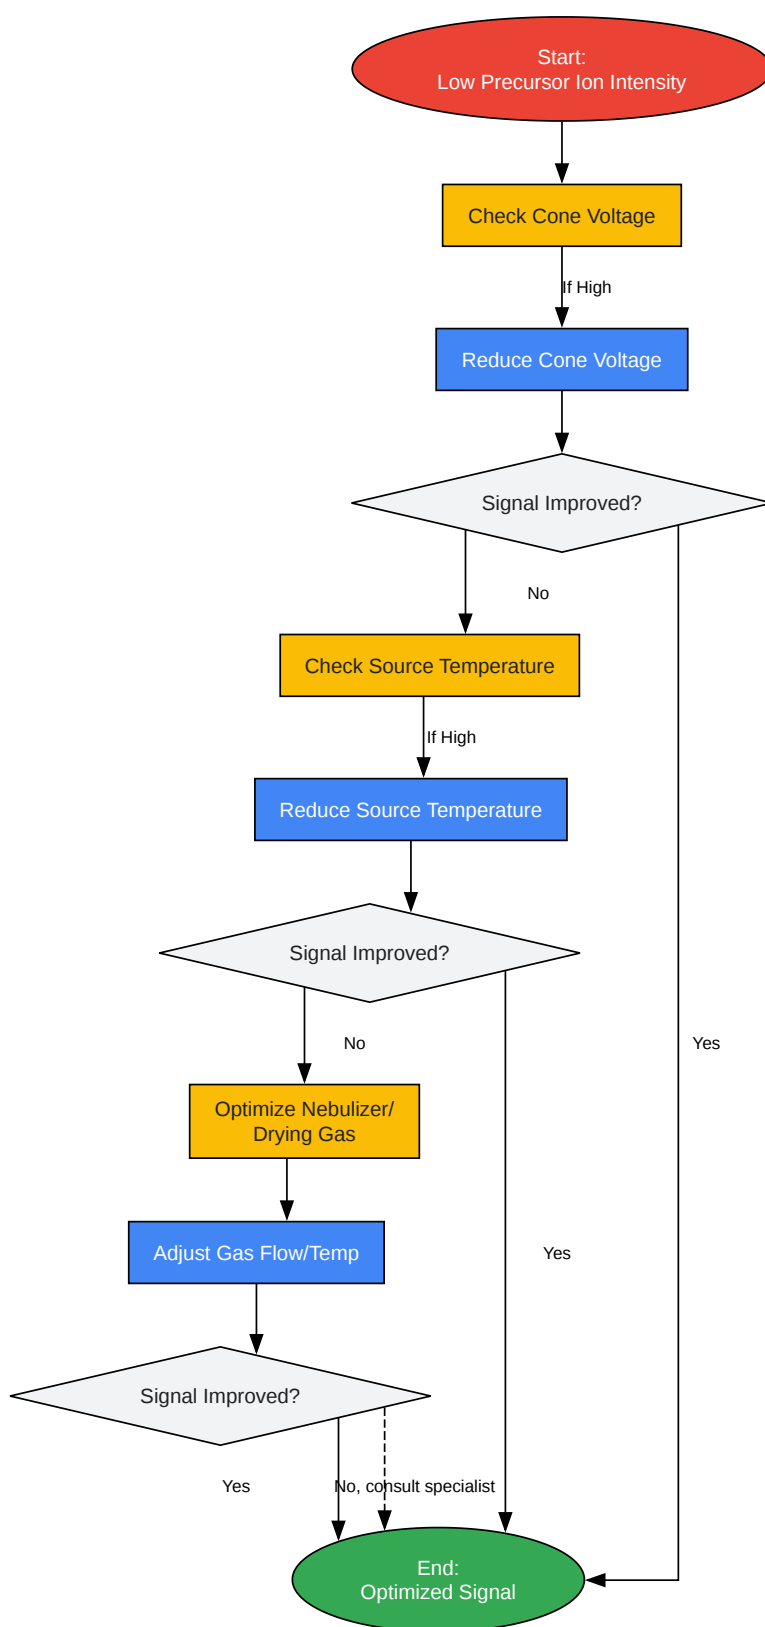 Start:
Low Precursor Ion Intensity
Check Cone Voltage
If High
Reduce Cone Voltage
Signal Improved?
No
Check Source Temperature
If High
Reduce Source Temperature
Signal Improved?
No
Yes
Optimize Nebulizer/
Drying Gas
Adjust Gas Flow/Temp
Yes
Signal Improved?
Yes
No, consult specialist
End:
Optimized Signal